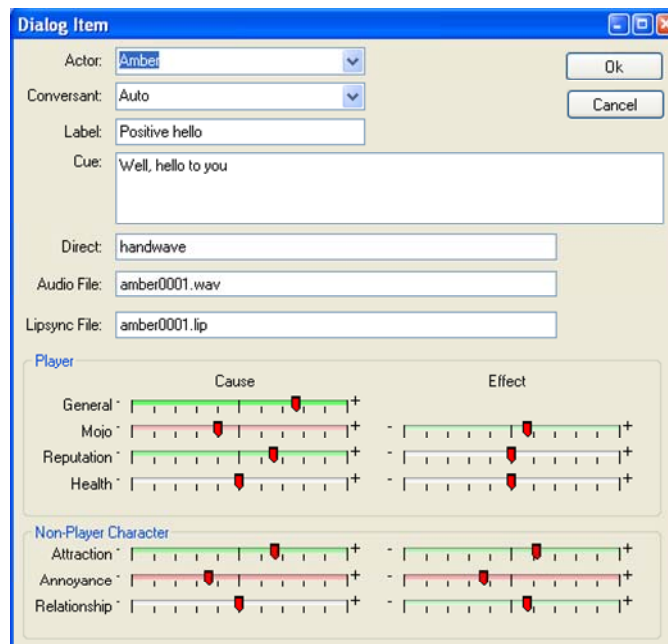 Dialog Item
Actor: Amber
Ok
Conversant: Auto
Cancel
Label: Positive hello
Cue: Well, hello to you
Direct: handwave
Audio File: amber0001.wav
Lipsync File: amber0001.lip
Player
Cause Effect
General - +
Mojo - + - +
Reputation - + - +
Health - + - +
Non-Player Character
Attraction - + - +
Annoyance - + - +
Relationship - + - +